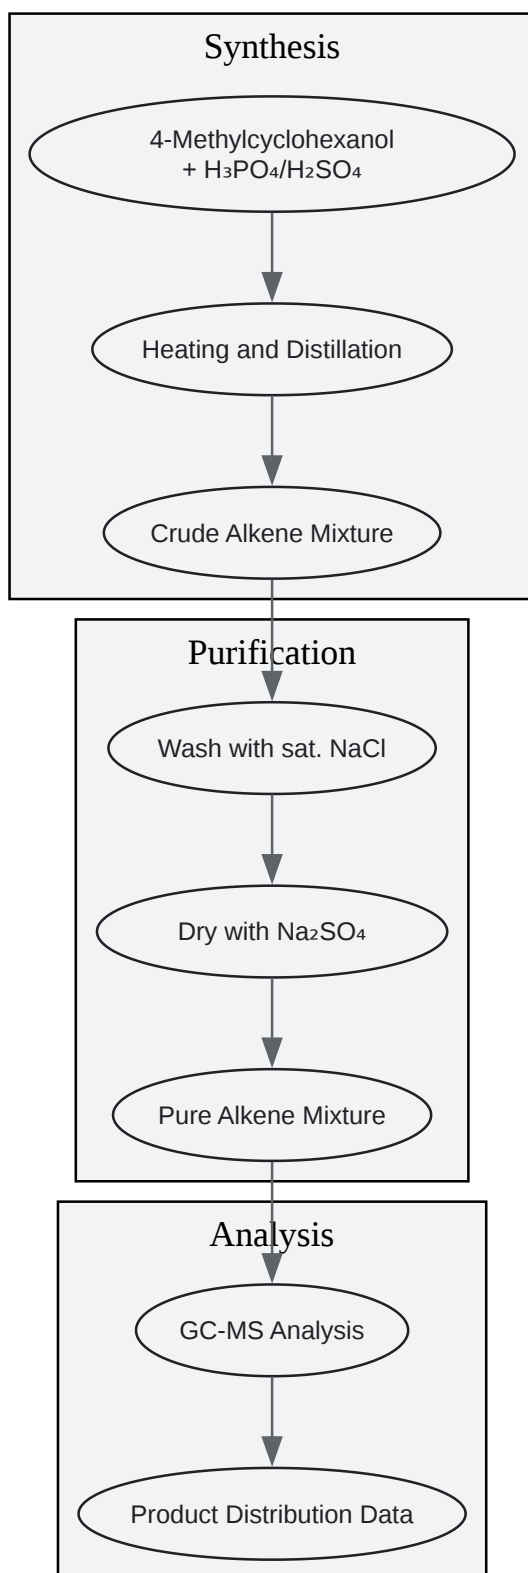 Synthesis
4-Methylcyclohexanol
+ H₃PO₄/H₂SO₄
Heating and Distillation
Crude Alkene Mixture
Purification
Wash with sat. NaCl
Dry with Na₂SO₄
Pure Alkene Mixture
Analysis
GC-MS Analysis
Product Distribution Data